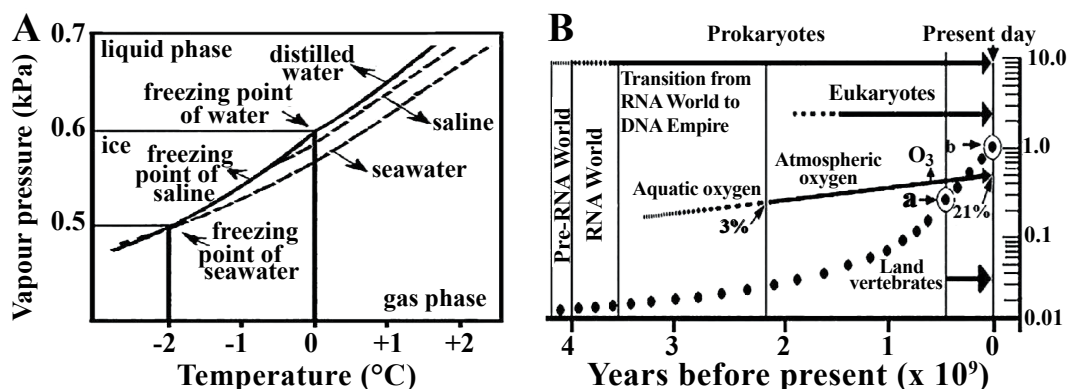 A
0.7
0.6
0.5
Vapour pressure (kPa)
liquid phase
distilled
water
freezing point
of water
saline
ice
freezing
point of
saline
seawater
freezing
point of
seawater
gas phase
-2
-1
0
+1
+2
Temperature (°C)
B
Present day
Prokaryotes
10.0
Pre-RNA World
RNA World
Transition from
RNA World to
DNA Empire
Eukaryotes
b
1.0
O3
Atmospheric
oxygen
Aquatic oxygen
a
3%
21%
0.1
Land
vertebrates
0.01
4
3
2
1
0
Years before present (x 10⁹)